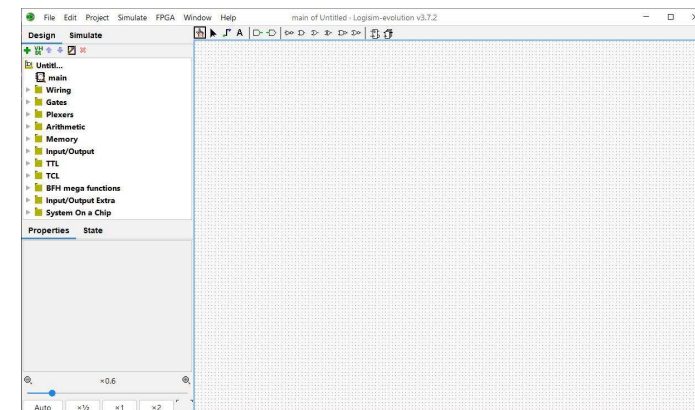 File Edit Project Simulate FPGA Window Help main of Untitled · Logisim-evolution v3.7.2
Design Simulate
A
Untitl...
main
Wiring
Gates
Plexers
Arithmetic
Memory
Input/Output
TTL
TCL
BFH mega functions
Input/Output Extra
System On a Chip
Properties State
×0.6
Auto ×½ ×1 ×2